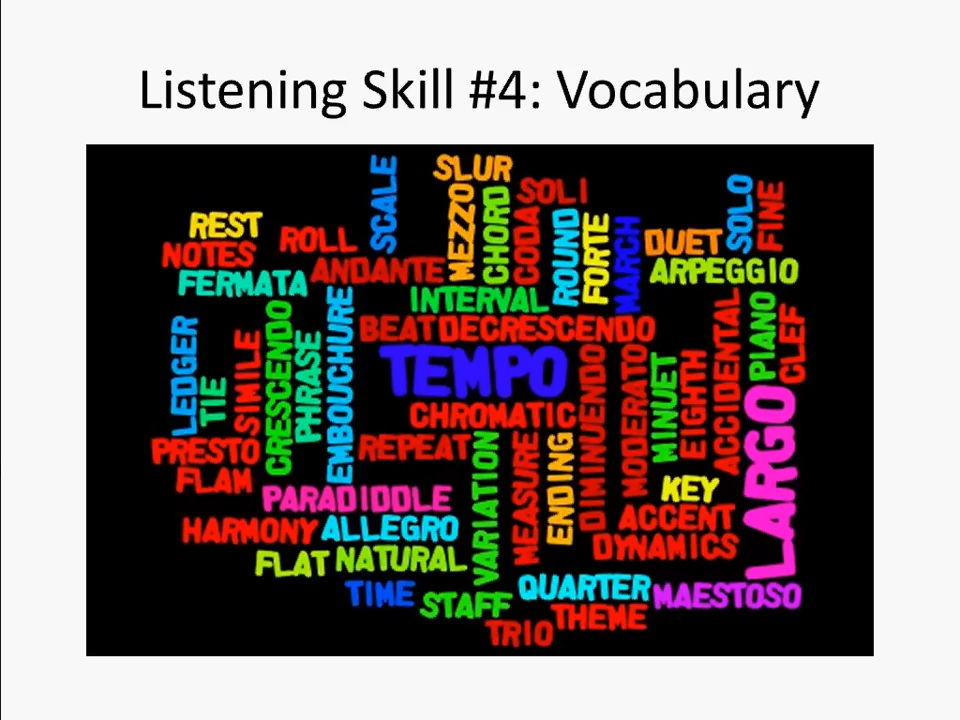 Listening Skill #4: Vocabulary
SCALE
SLUR
SOLI
MEZZO
CHORD
CODA
ROUND
FORTE
MARCH
DUET
SOLO
FINE
REST
NOTES
ROLL
FERMATA
ANDANTE
ARPEGGIO
INTERVAL
BEAT
DECRESCENDO
TEMPO
LEDGER
TIE
SIMILE
CRESCENDO
PHRASE
EMBOUCHURE
CHROMATIC
DIMINUENDO
MODERATO
MINUET
EIGHTH
ACCIDENTAL
PIANO
CLEF
LARGO
PRESTO
FLAM
REPEAT
VARIATION
MEASURE
ENDING
KEY
PARADIDDLE
ACCENT
HARMONY
ALLEGRO
DYNAMICS
FLAT
NATURAL
TIME
STAFF
QUARTER
MAESTOSO
THEME
TRIO